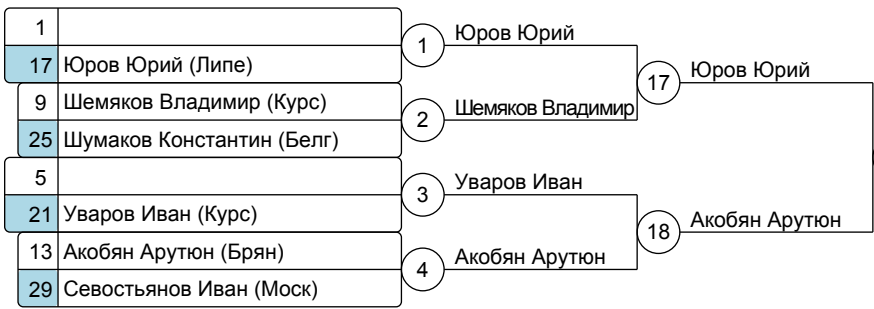 1
17 Юров Юрий (Липе)
9 Шемяков Владимир (Курс)
25 Шумаков Константин (Белг)
5
21 Уваров Иван (Курс)
13 Акобян Арутюн (Брян)
29 Севостьянов Иван (Моск)
1
Юров Юрий
2
Шемяков Владимир
3
Уваров Иван
4
Акобян Арутюн
17
Юров Юрий
18
Акобян Арутюн